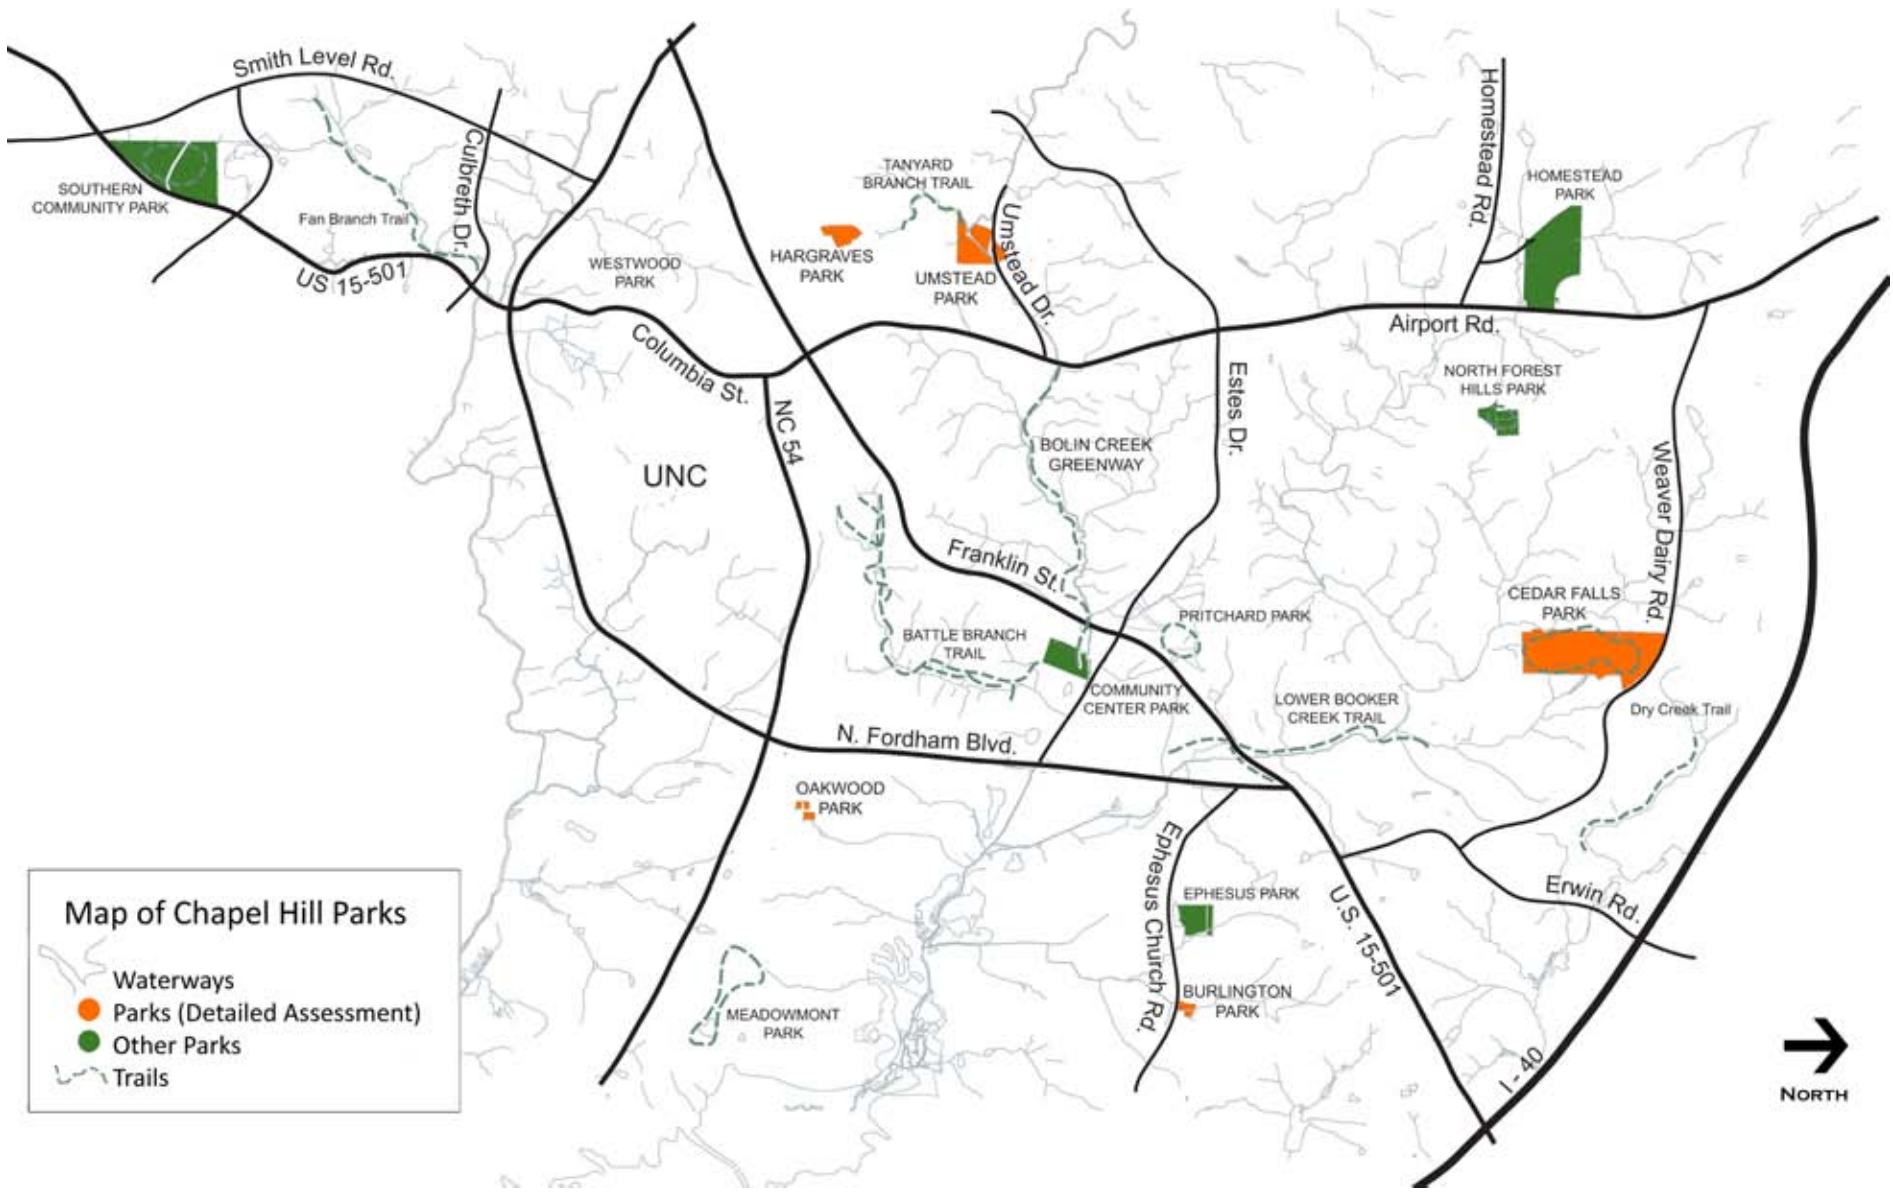 Smith Level Rd.
Culbreth Dr.
SOUTHERN
COMMUNITY PARK
Fan Branch Trail
US 15-501
WESTWOOD
PARK
TANYARD
BRANCH TRAIL
HARGRAVES
PARK
UMSTEAD
PARK
Umstead Dr.
Homestead Rd.
HOMESTEAD
PARK
Airport Rd.
Columbia St.
NC 54
UNC
Estes Dr.
NORTH FOREST
HILLS PARK
BOLIN CREEK
GREENWAY
Weaver Dairy Rd.
Franklin St.
CEDAR FALLS
PARK
PRITCHARD PARK
BATTLE BRANCH
TRAIL
COMMUNITY
CENTER PARK
LOWER BOOKER
CREEK TRAIL
Dry Creek Trail
N. Fordham Blvd.
OAKWOOD
PARK
Ephesus Church Rd.
EPHESUS PARK
U.S. 15-501
Erwin Rd.
BURLINGTON
PARK
MEADOWMONT
PARK
I - 40
NORTH
Map of Chapel Hill Parks
Waterways
Parks (Detailed Assessment)
Other Parks
Trails